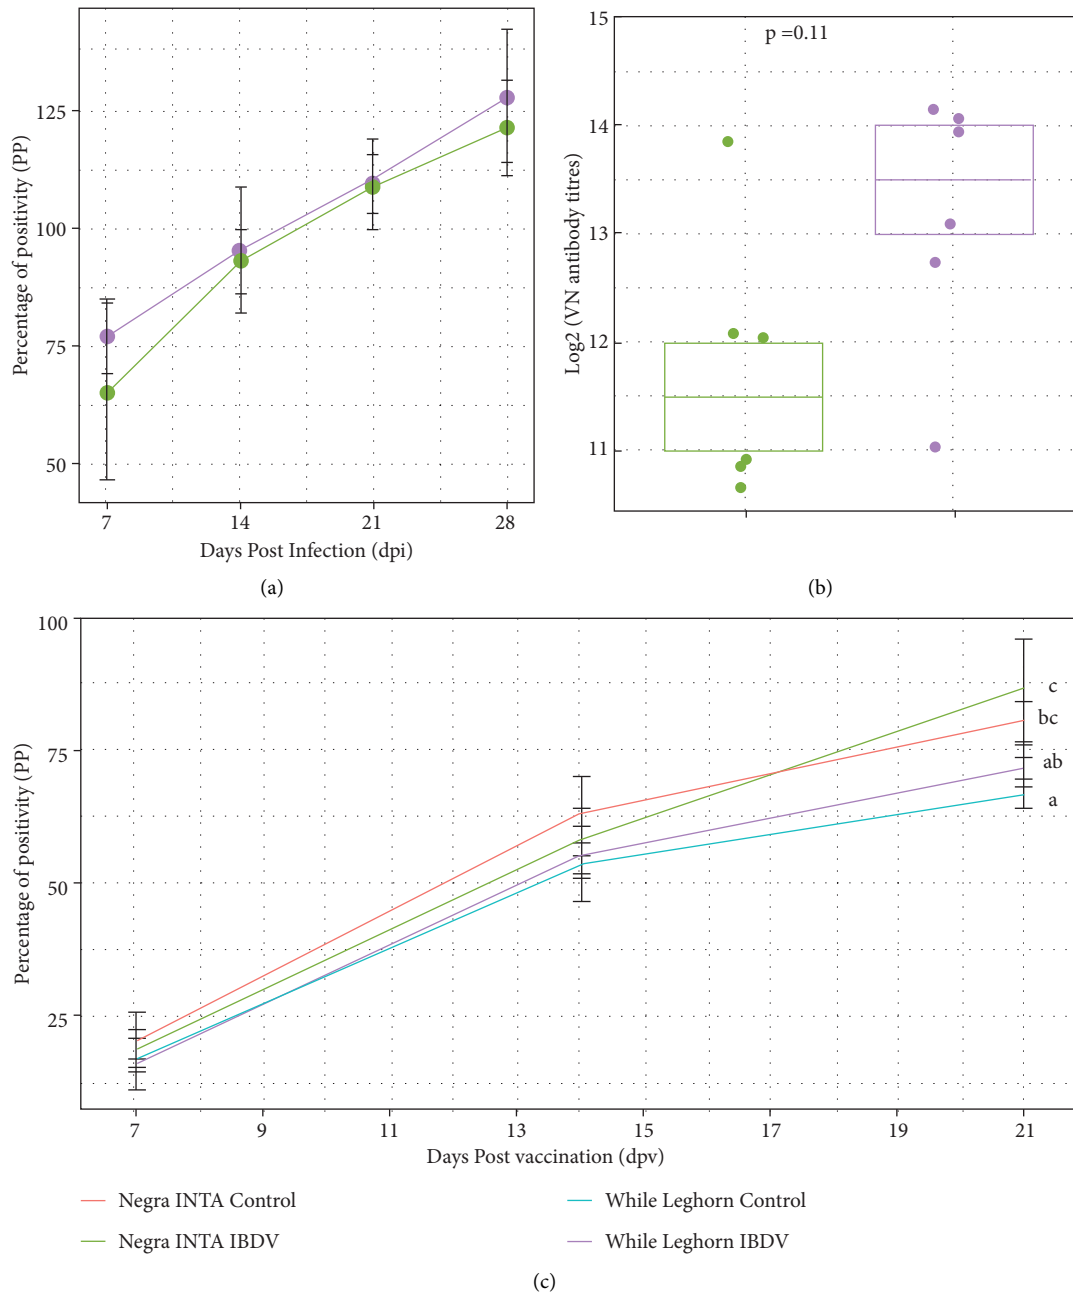 125
100
75
50
Percentage of positivity (PP)
7 14 21 28
Days Post Infection (dpi)
(a)
15
14
13
12
11
Log2 (VN antibody titres)
p =0.11
(b)
100
75
50
25
Percentage of positivity (PP)
c
bc
ab
a
7 9 11 13 15 17 19 21
Days Post vaccination (dpv)
Negra INTA Control
While Leghorn Control
Negra INTA IBDV
While Leghorn IBDV
(c)